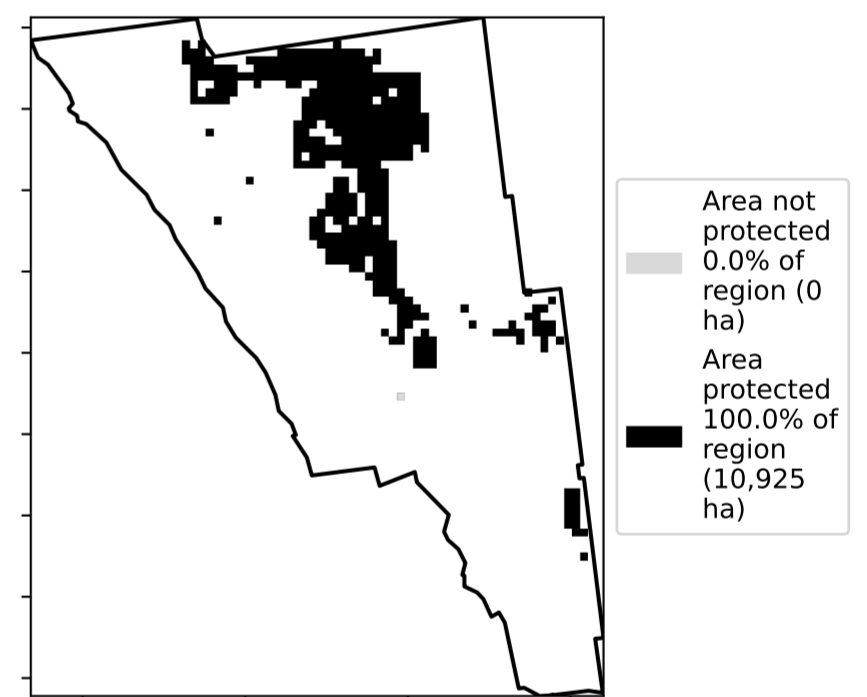 Area not
protected
0.0% of
region (0
ha)
Area
protected
100.0% of
region
(10,925
ha)